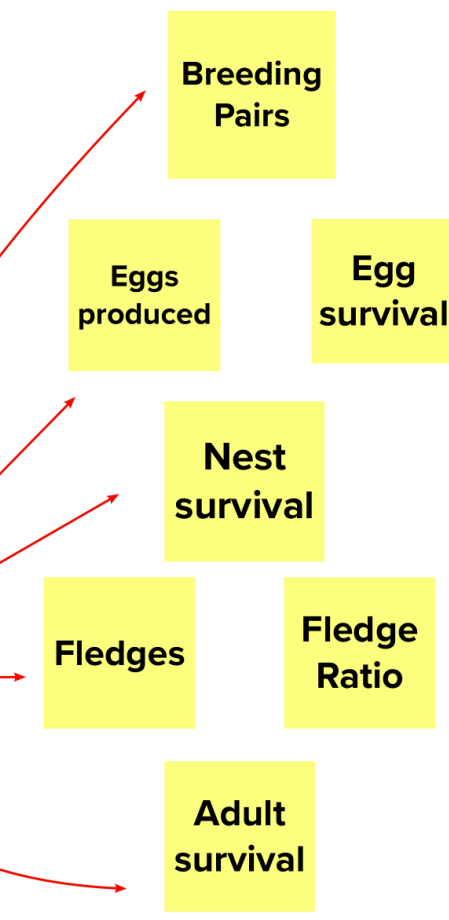 Breeding
Pairs
Eggs
produced
Egg
survival
Nest
survival
Fledges
Fledge
Ratio
Adult
survival